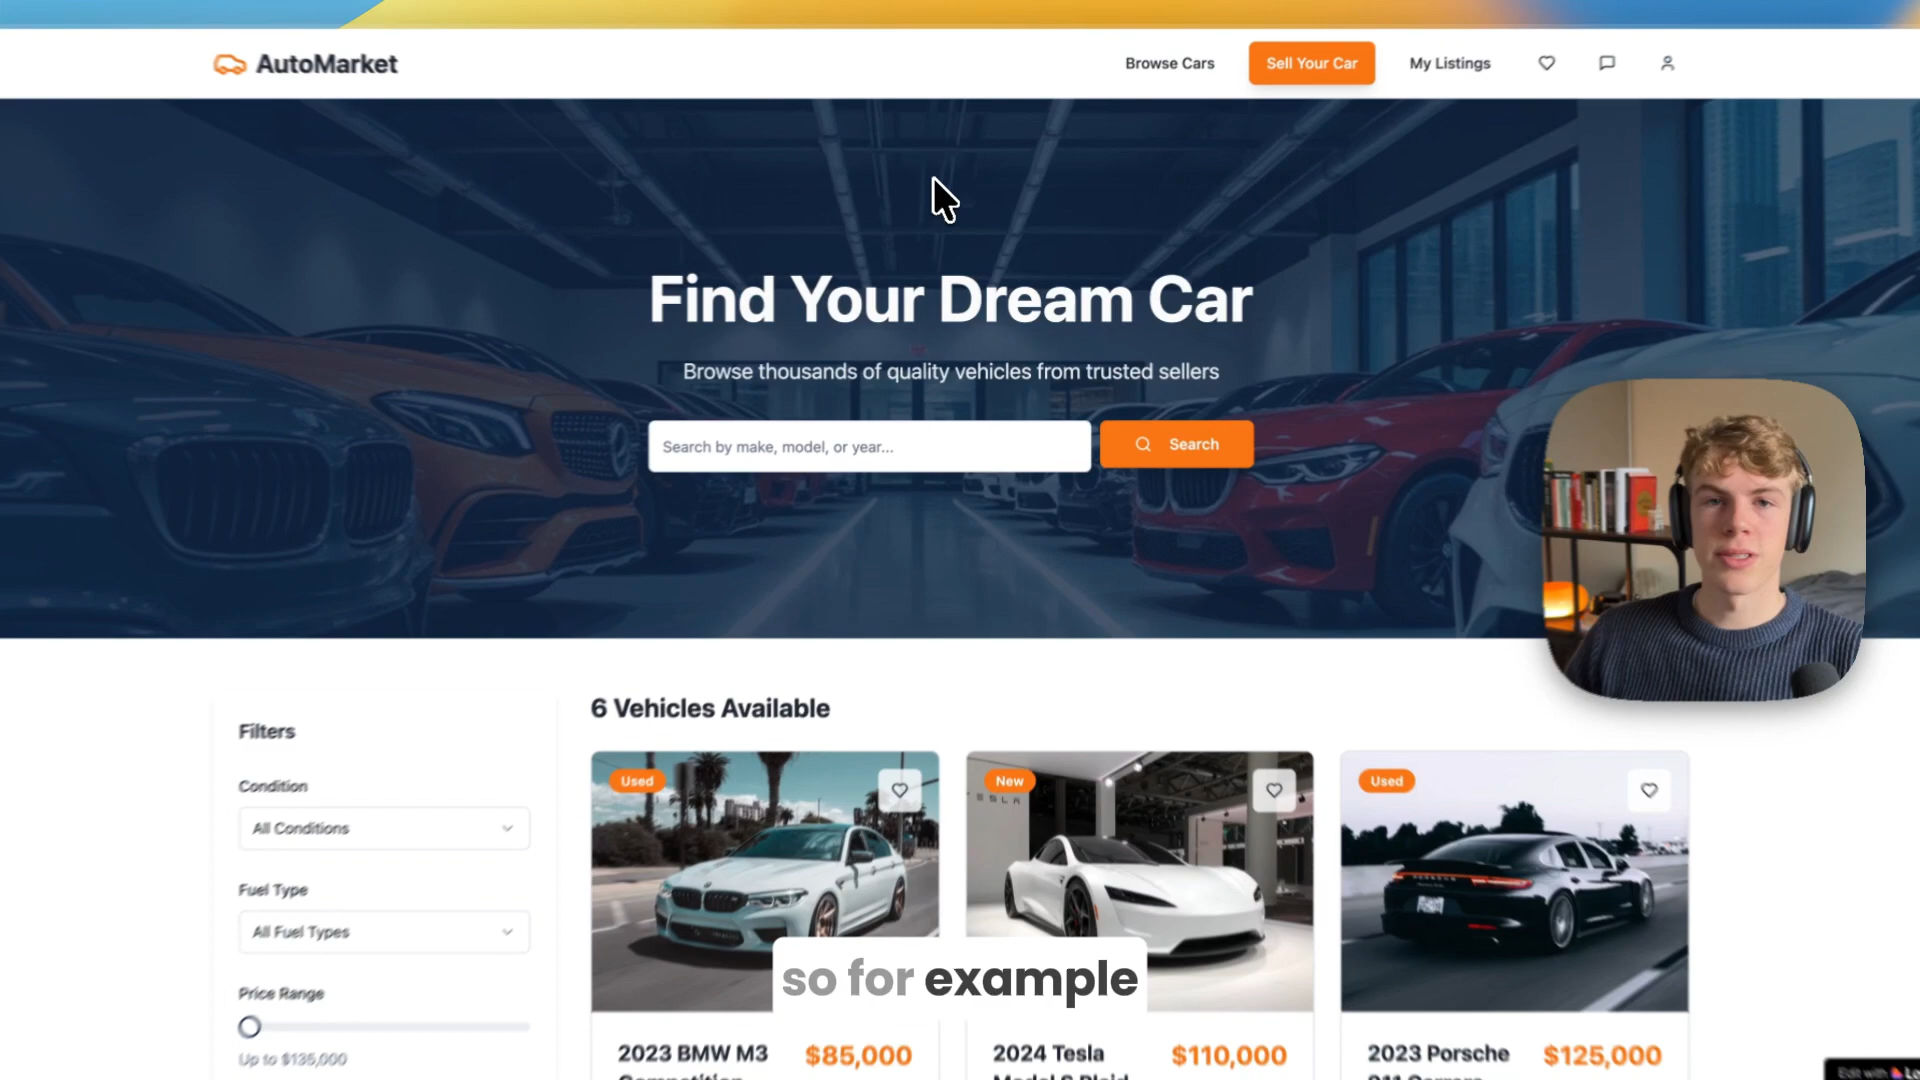 AutoMarket
Browse Cars
Sell Your Car
My Listings
Find Your Dream Car
Browse thousands of quality vehicles from trusted sellers
Search by make, model, or year...
Search
Filters
Condition
All Conditions
Fuel Type
All Fuel Types
Price Range
Up to $135,000
6 Vehicles Available
Used
New
TESLA
Used
so for example
2023 BMW M3
$85,000
2024 Tesla
$110,000
2023 Porsche
$125,000
Edit with